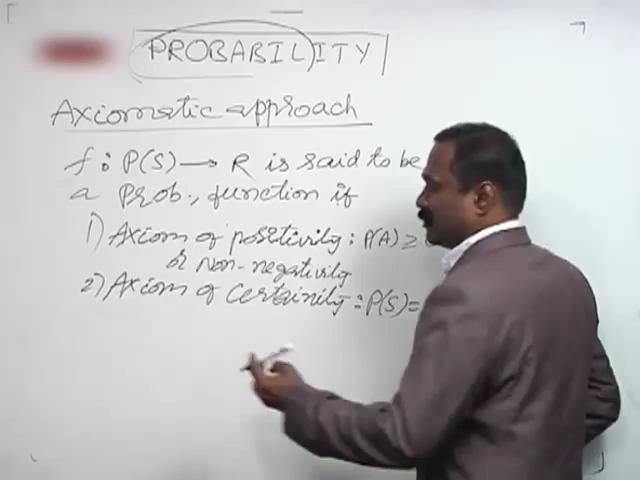 PROBABILITY
Axiomatic approach
f: P(S) → R is said to be
a prob., function if
1) Axiom of positivity: P(A) ≥
or non-negativity
2) Axiom of certainity: P(S)=